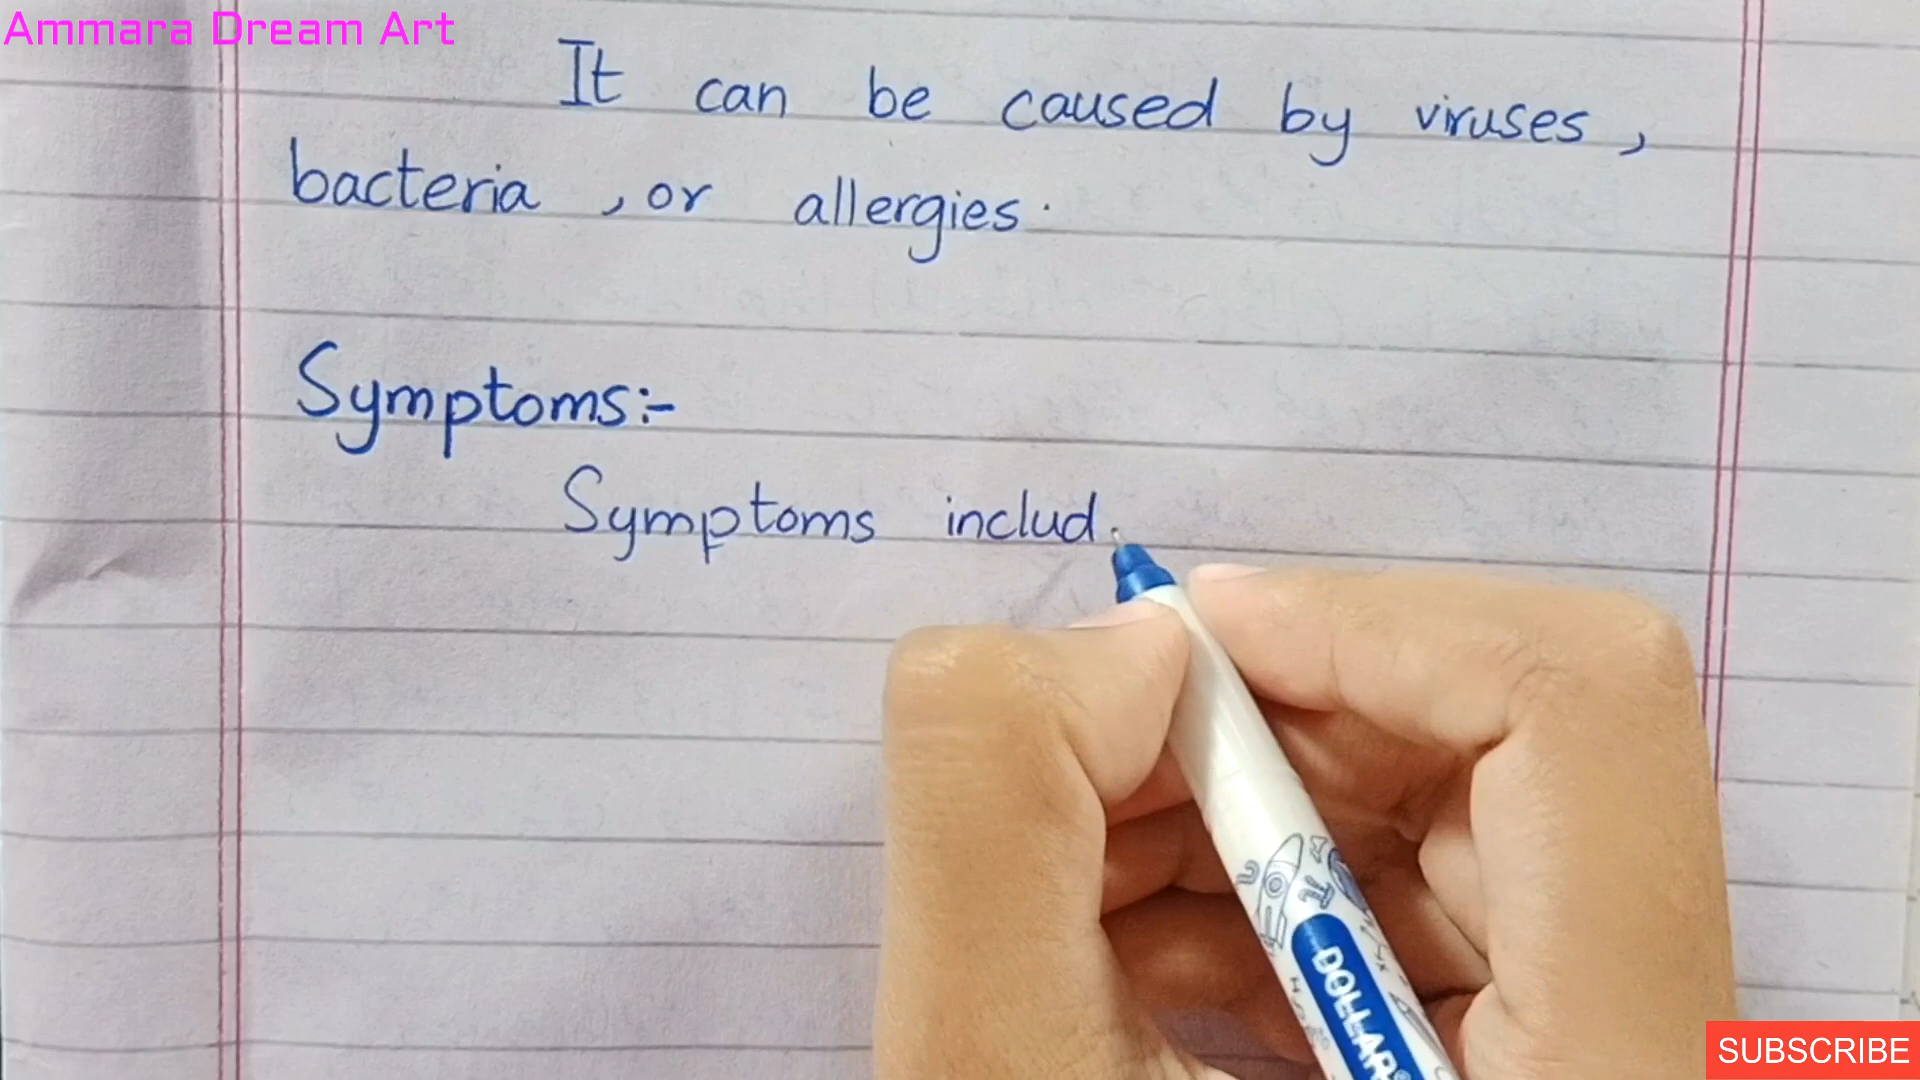 Ammara Dream Art
It can be caused by viruses,
bacteria, or allergies.
Symptoms:-
Symptoms includ
DOLLAR
SUBSCRIBE